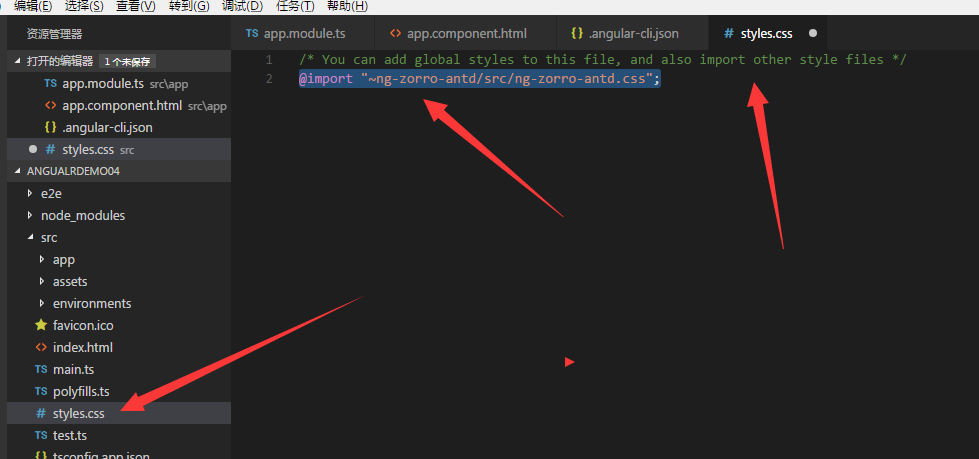 编辑(E) 选择(S) 查看(V) 转到(G) 调试(D) 任务(T) 帮助(H)
资源管理器
TS app.module.ts <> app.component.html {} .angular-cli.json # styles.css
打开的编辑器 1 个未保存
TS app.module.ts src\app
<> app.component.html src\app
{} .angular-cli.json
# styles.css src
ANGUALRDEMO04
e2e
node_modules
src
app
assets
environments
favicon.ico
<> index.html
TS main.ts
TS polyfills.ts
# styles.css
TS test.ts
{} tsconfig.app.json
1 /* You can add global styles to this file, and also import other style files */
2 @import "~ng-zorro-antd/src/ng-zorro-antd.css";